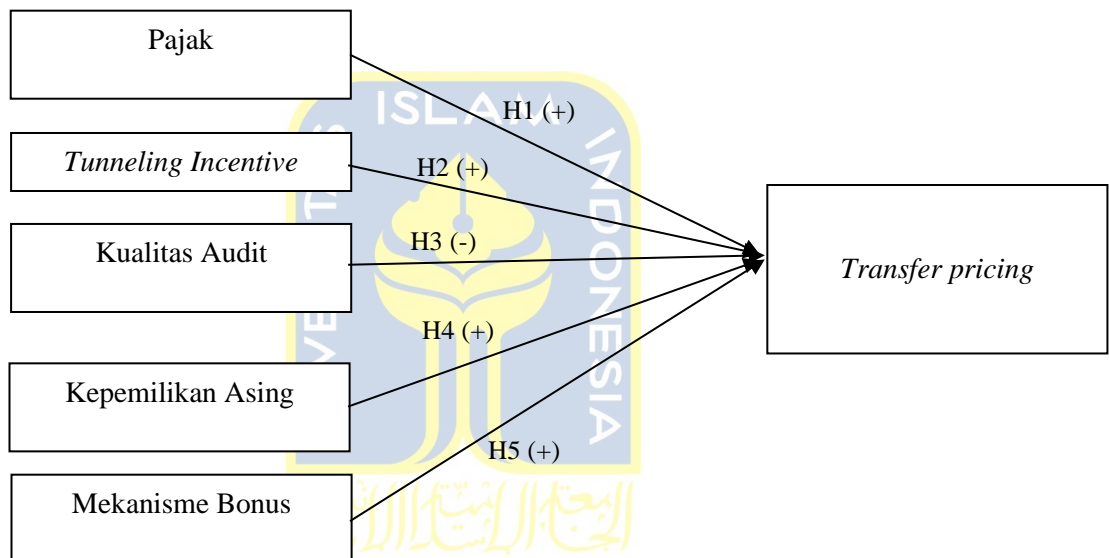 Pajak
H1 (+)
Tunneling Incentive
H2 (+)
Kualitas Audit
H3 (-)
Transfer pricing
H4 (+)
Kepemilikan Asing
H5 (+)
Mekanisme Bonus
ISLAM
INDONESIA